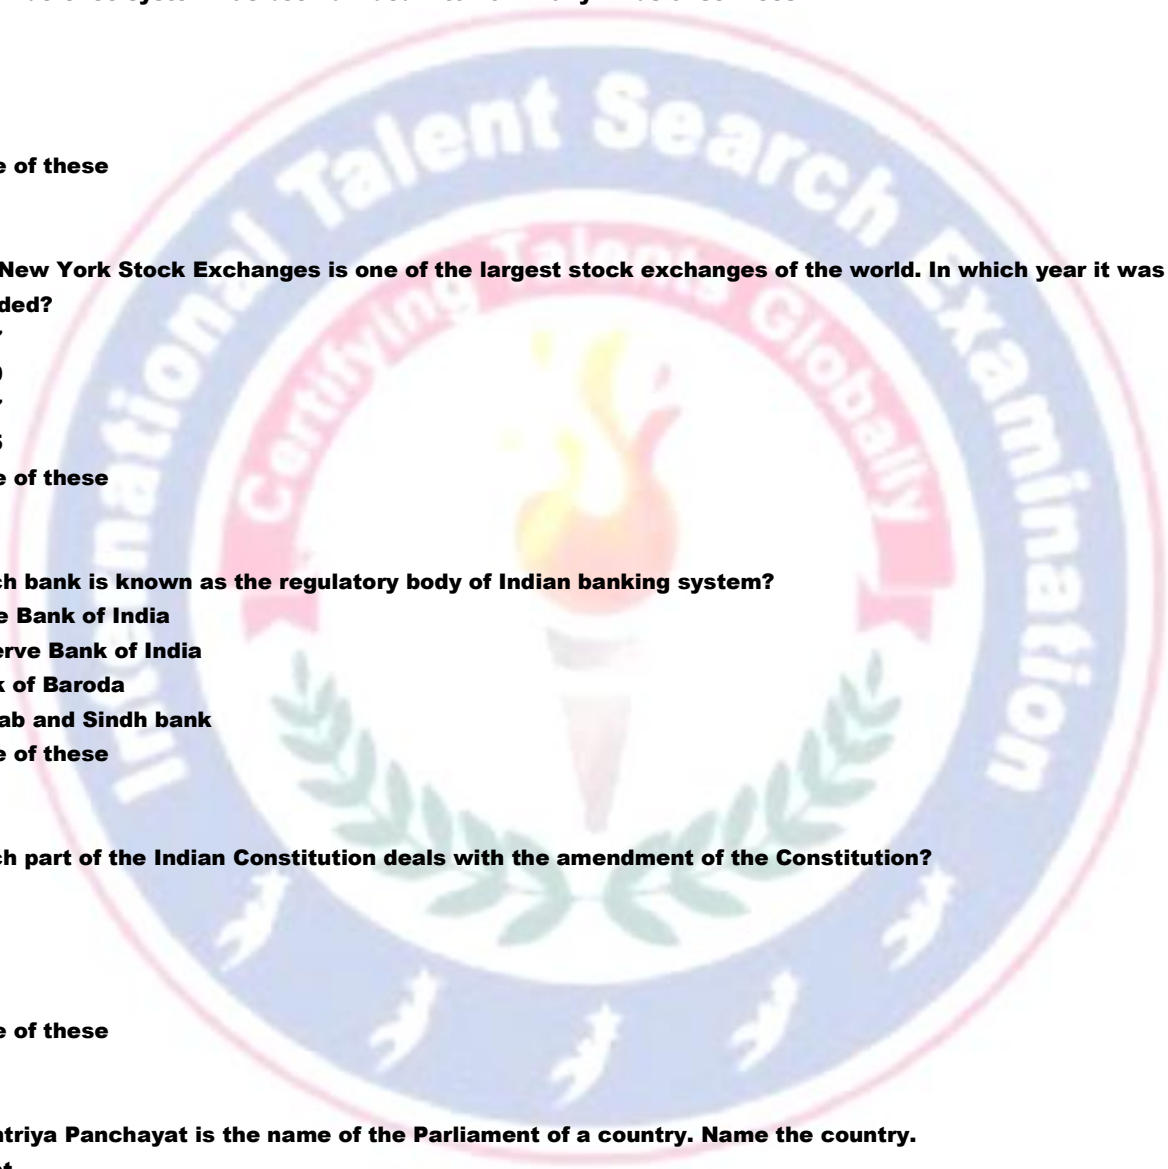 e of these
New York Stock Exchanges is one of the largest stock exchanges of the world. In which year it was
ded?
e of these
ch bank is known as the regulatory body of Indian banking system?
e Bank of India
erve Bank of India
k of Baroda
ab and Sindh bank
e of these
ch part of the Indian Constitution deals with the amendment of the Constitution?
e of these
triya Panchayat is the name of the Parliament of a country. Name the country.
International Talent Search Examination
Certifying Talents Globally